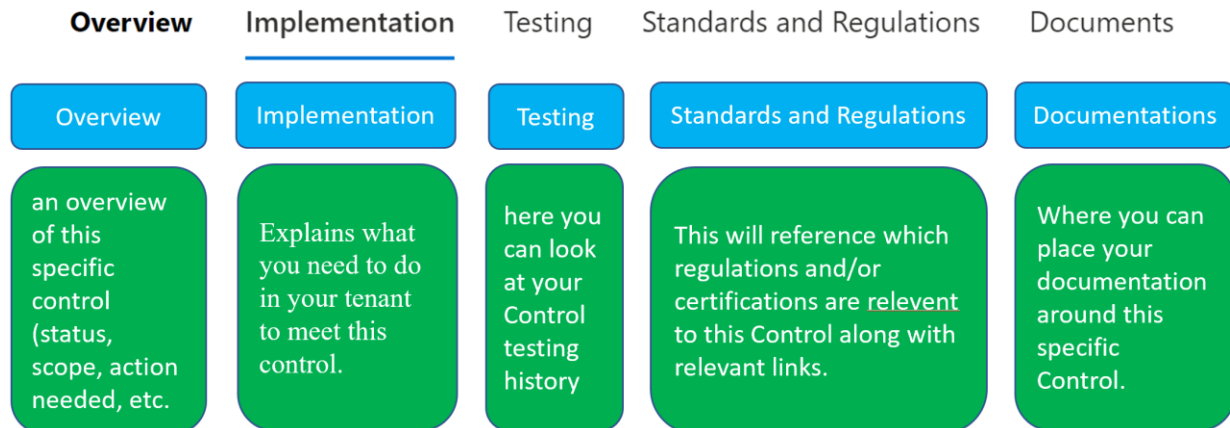 Overview Implementation Testing Standards and Regulations Documents
Overview Implementation Testing Standards and Regulations Documentations
an overview
of this
specific
control
(status,
scope, action
needed, etc.
Explains what
you need to do
in your tenant
to meet this
control.
here you
can look
at your
Control
testing
history
This will reference which
regulations and/or
certifications are relevent
to this Control along with
relevant links.
Where you can
place your
documentation
around this
specific
Control.